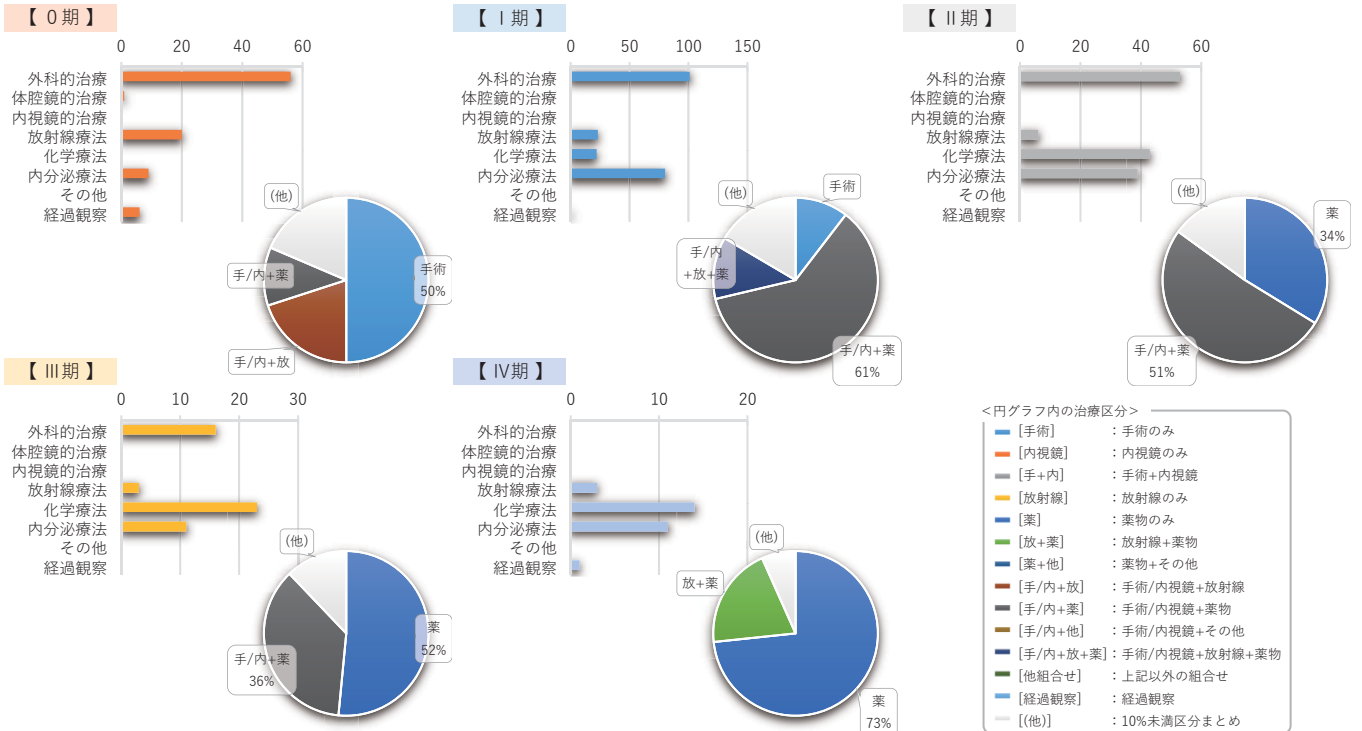 【 0期 】
0 20 40 60
外科的治療
体腔鏡的治療
内視鏡的治療
放射線療法
化学療法
内分泌療法
その他
経過観察
(他)
手/内+薬
手術
50%
手/内+放
【 I期 】
0 50 100 150
外科的治療
体腔鏡的治療
内視鏡的治療
放射線療法
化学療法
内分泌療法
その他
経過観察
(他)
手術
手/内
+放+薬
手/内+薬
61%
【 II期 】
0 20 40 60
外科的治療
体腔鏡的治療
内視鏡的治療
放射線療法
化学療法
内分泌療法
その他
経過観察
(他)
薬
34%
手/内+薬
51%
【 III期 】
0 10 20 30
外科的治療
体腔鏡的治療
内視鏡的治療
放射線療法
化学療法
内分泌療法
その他
経過観察
(他)
薬
52%
手/内+薬
36%
【 IV期 】
0 10 20
外科的治療
体腔鏡的治療
内視鏡的治療
放射線療法
化学療法
内分泌療法
その他
経過観察
(他)
放+薬
薬
73%
<円グラフ内の治療区分>
[手術] ：手術のみ
[内視鏡] ：内視鏡のみ
[手+内] ：手術+内視鏡
[放射線] ：放射線のみ
[薬] ：薬物のみ
[放+薬] ：放射線+薬物
[薬+他] ：薬物+その他
[手/内+放] ：手術/内視鏡+放射線
[手/内+薬] ：手術/内視鏡+薬物
[手/内+他] ：手術/内視鏡+その他
[手/内+放+薬]：手術/内視鏡+放射線+薬物
[他組合せ] ：上記以外の組合せ
[経過観察] ：経過観察
[(他)] ：10%未満区分まとめ